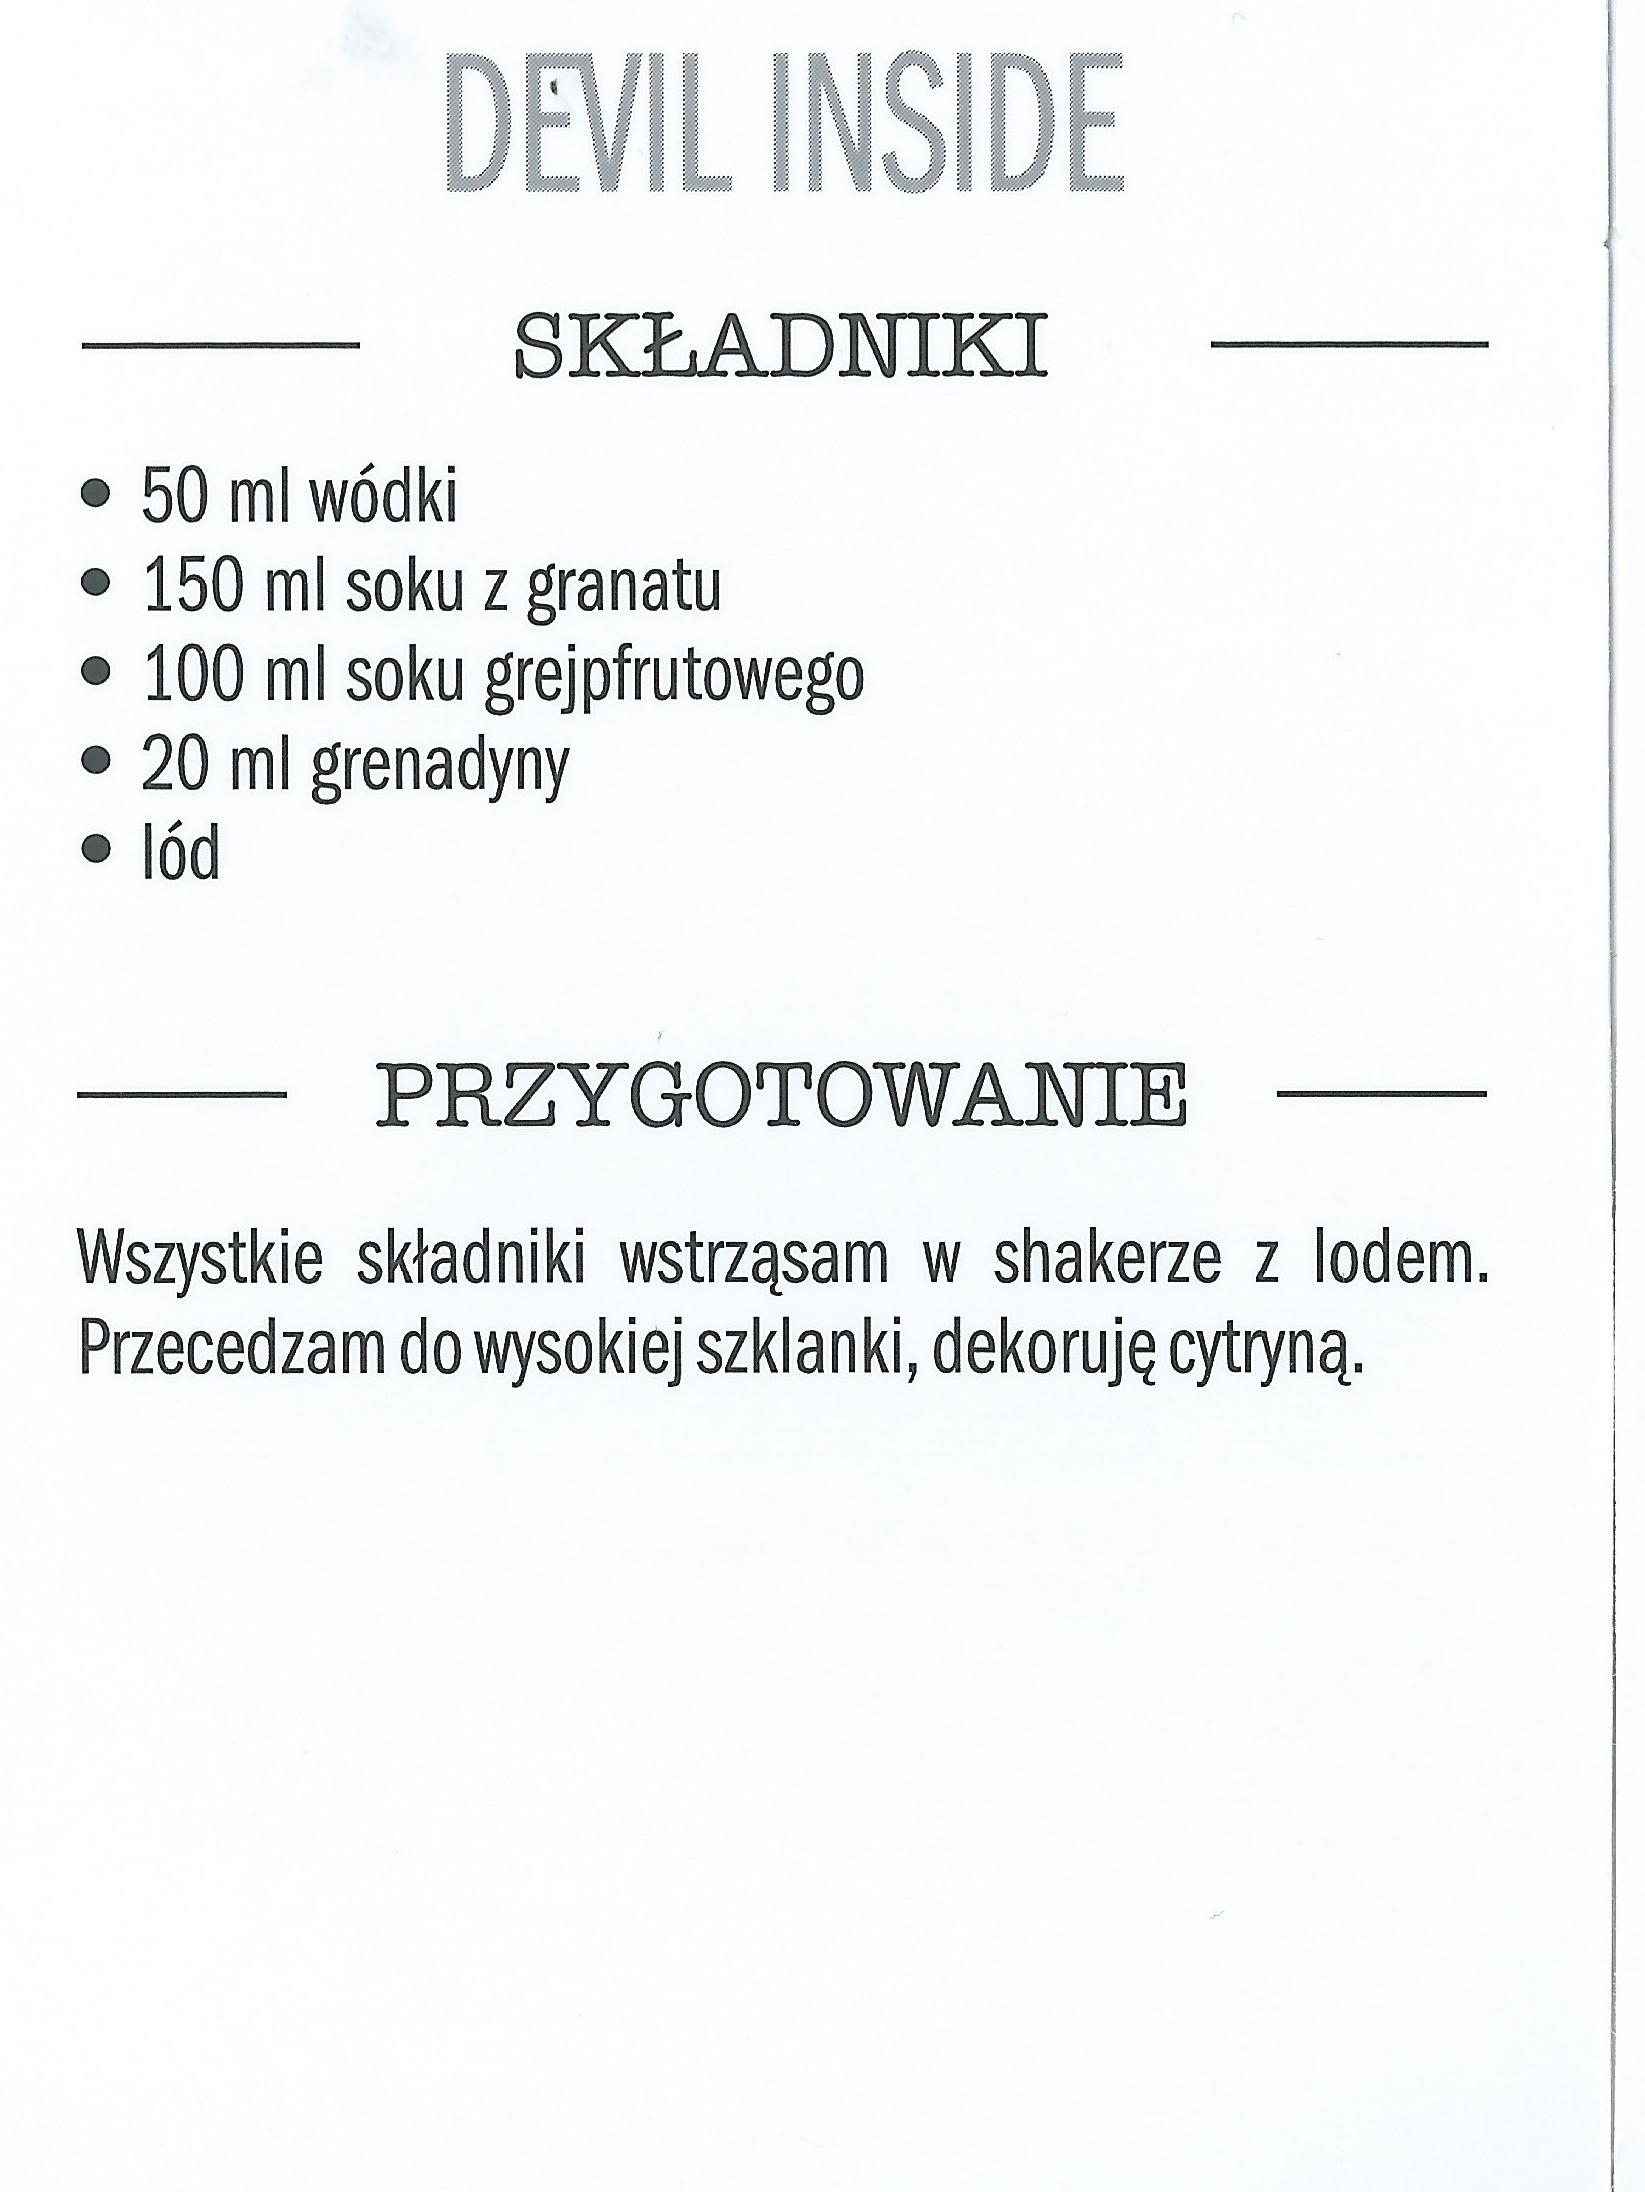 DEVIL INSIDE
SKŁADNIKI
• 50 ml wódki
• 150 ml soku z granatu
• 100 ml soku grejpfrutowego
• 20 ml grenadyny
• lód
PRZYGOTOWANIE
Wszystkie składniki wstrząsam w shakerze z lodem.
Przecedzam do wysokiej szklanki, dekoruję cytryną.